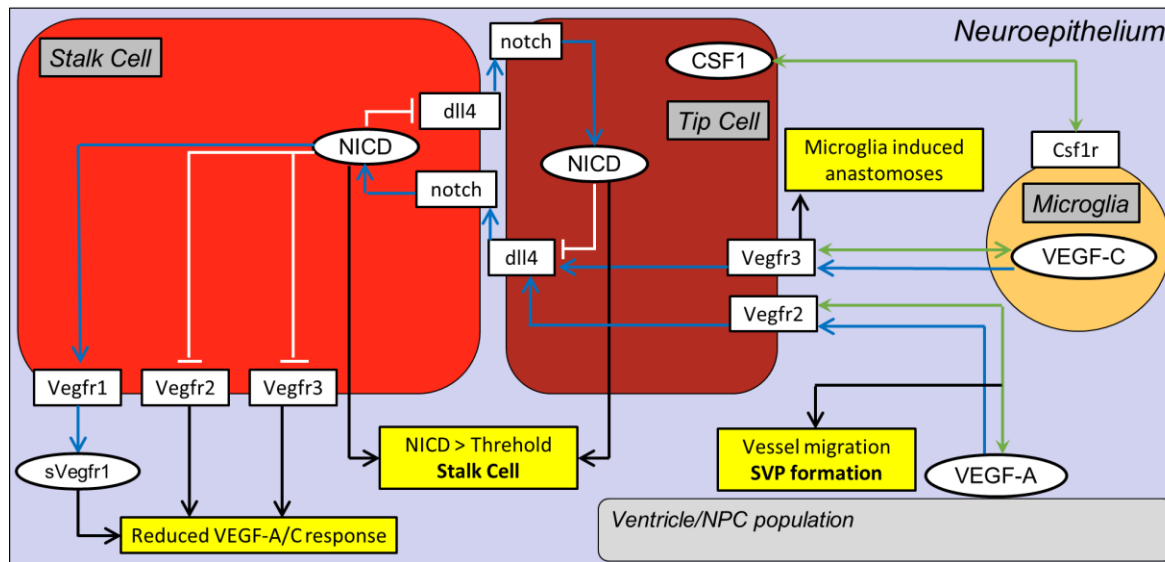 Neuroepithelium
Stalk Cell
notch
CSF1
dll4
Tip Cell
NICD
NICD
Microglia induced
anastomoses
Csf1r
Microglia
notch
dll4
Vegfr3
VEGF-C
Vegfr2
Vegfr1
Vegfr2
Vegfr3
NICD > Threhold
Stalk Cell
Vessel migration
SVP formation
sVegfr1
VEGF-A
Ventricle/NPC population
Reduced VEGF-A/C response